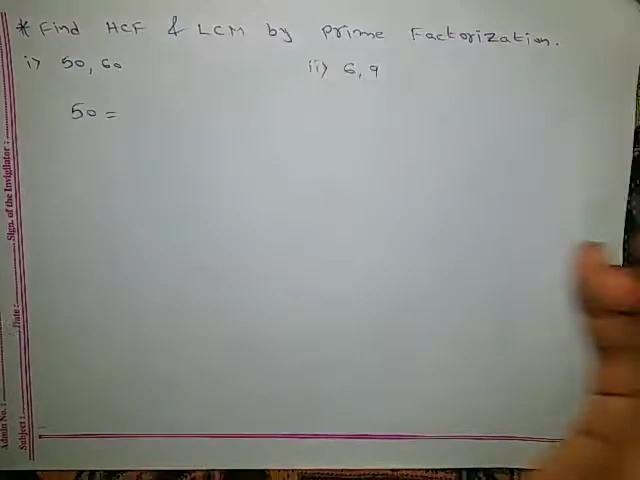 * Find HCF & LCM by prime Factorization.
i) 50, 60
ii) 6, 9
50 =
Sign. of the Invigilator :
Date :
Admin No. :
Subject :